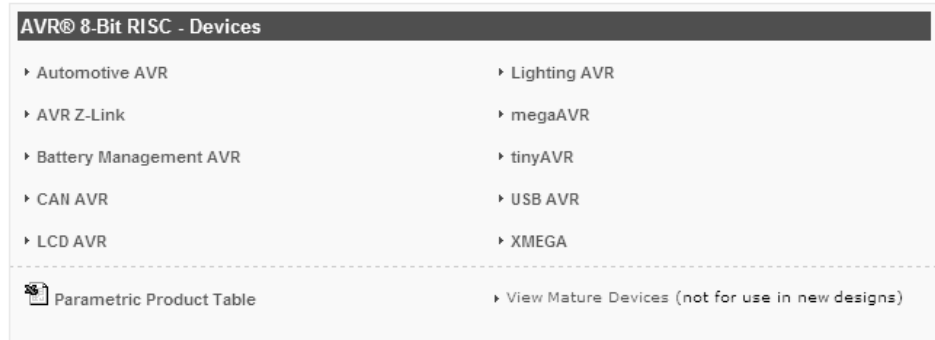 AVR® 8-Bit RISC - Devices
Automotive AVR
Lighting AVR
AVR Z-Link
megaAVR
Battery Management AVR
tinyAVR
CAN AVR
USB AVR
LCD AVR
XMEGA
Parametric Product Table
View Mature Devices (not for use in new designs)